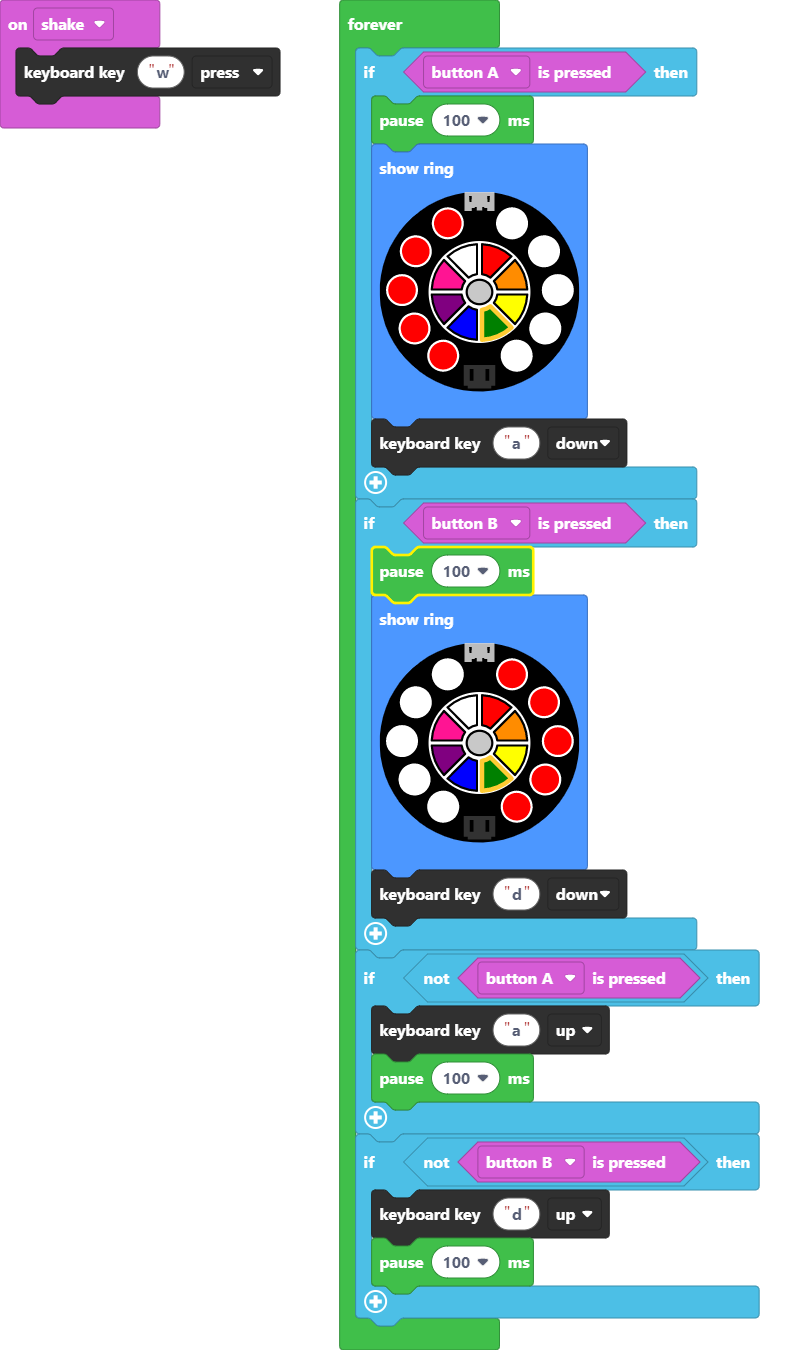 on shake
keyboard key "w" press
forever
if button A is pressed then
pause 100 ms
show ring
keyboard key "a" down
if button B is pressed then
pause 100 ms
show ring
keyboard key "d" down
if not button A is pressed then
keyboard key "a" up
pause 100 ms
if not button B is pressed then
keyboard key "d" up
pause 100 ms